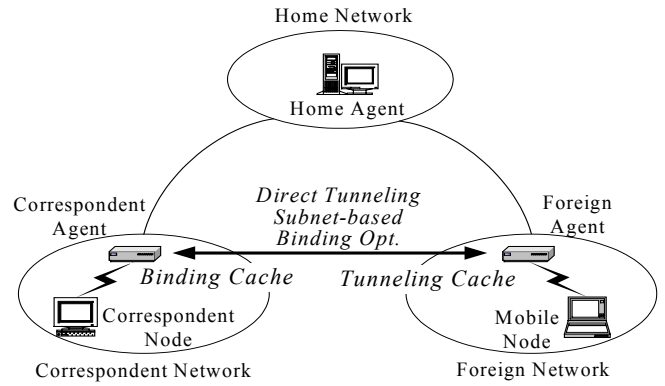 Home Network
Home Agent
Direct Tunneling
Subnet-based
Binding Opt.
Correspondent
Agent
Foreign
Agent
Binding Cache
Tunneling Cache
Correspondent
Node
Mobile
Node
Correspondent Network
Foreign Network